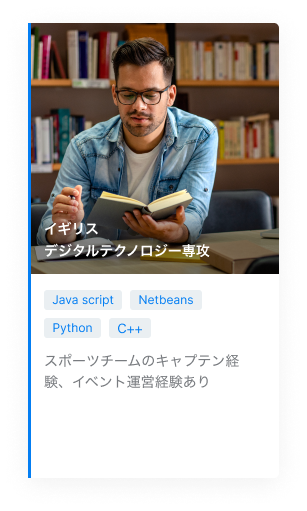 イギリス
デジタルテクノロジー専攻
Java script Netbeans
Python C++
スポーツチームのキャプテン経
験、イベント運営経験あり